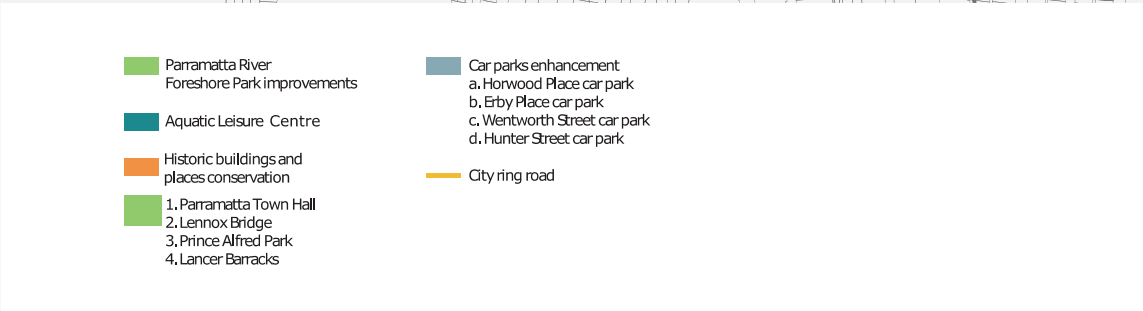 Parramatta River
Foreshore Park improvements
Aquatic Leisure Centre
Historic buildings and
places conservation
1. Parramatta Town Hall
2. Lennox Bridge
3. Prince Alfred Park
4. Lancer Barracks
Car parks enhancement
a. Horwood Place car park
b. Erby Place car park
c. Wentworth Street car park
d. Hunter Street car park
City ring road